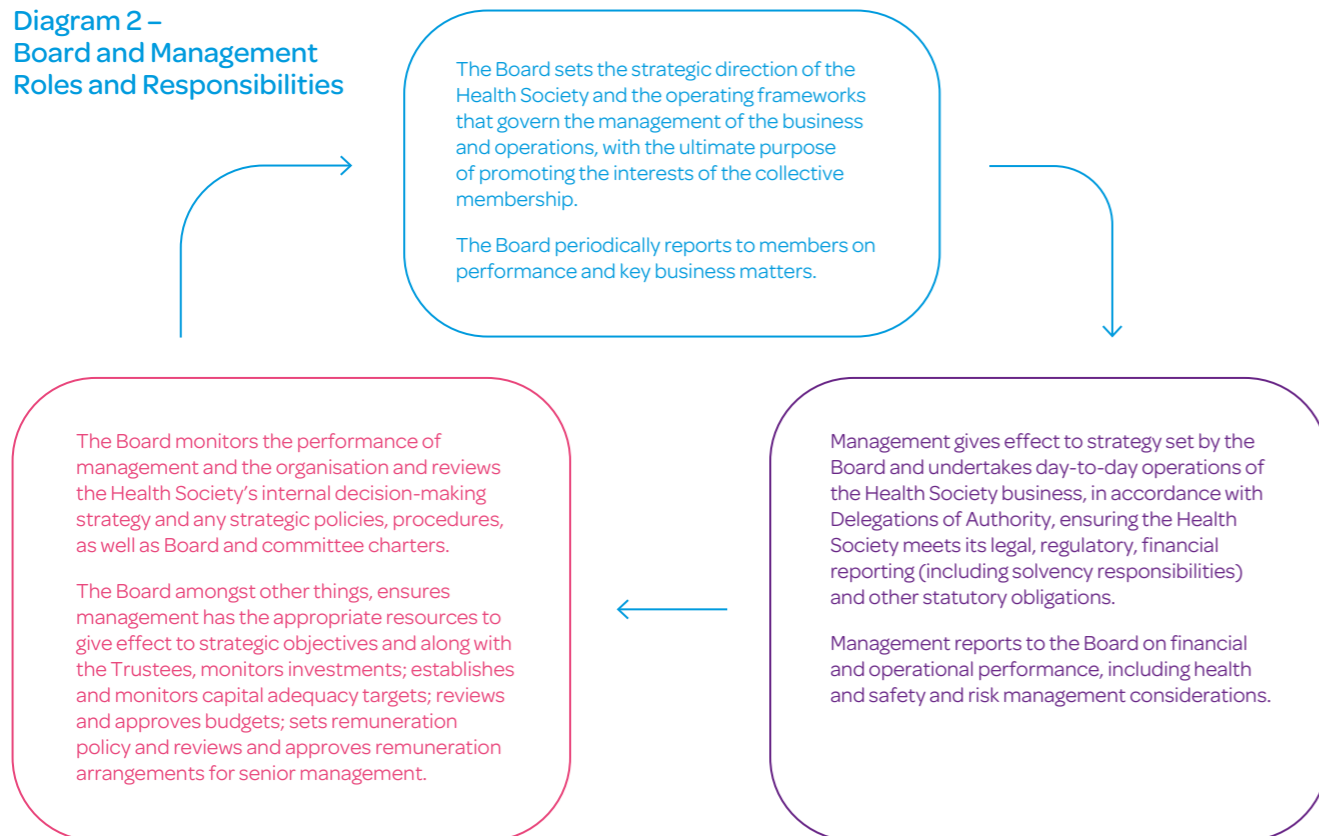 Diagram 2 –
Board and Management
Roles and Responsibilities
The Board sets the strategic direction of the
Health Society and the operating frameworks
that govern the management of the business
and operations, with the ultimate purpose
of promoting the interests of the collective
membership.
The Board periodically reports to members on
performance and key business matters.
The Board monitors the performance of
management and the organisation and reviews
the Health Society’s internal decision-making
strategy and any strategic policies, procedures,
as well as Board and committee charters.
The Board amongst other things, ensures
management has the appropriate resources to
give effect to strategic objectives and along with
the Trustees, monitors investments; establishes
and monitors capital adequacy targets; reviews
and approves budgets; sets remuneration
policy and reviews and approves remuneration
arrangements for senior management.
Management gives effect to strategy set by the
Board and undertakes day-to-day operations of
the Health Society business, in accordance with
Delegations of Authority, ensuring the Health
Society meets its legal, regulatory, financial
reporting (including solvency responsibilities)
and other statutory obligations.
Management reports to the Board on financial
and operational performance, including health
and safety and risk management considerations.